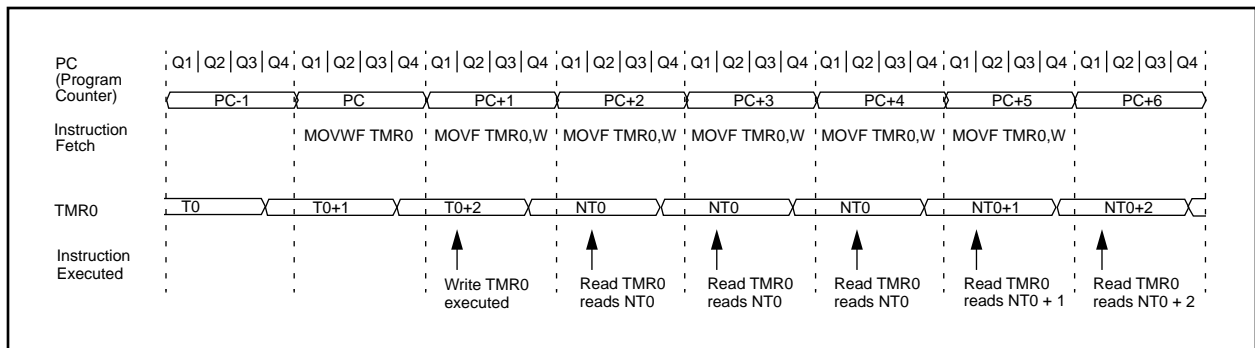 PC
(Program
Counter)
Q1 Q2 Q3 Q4 Q1 Q2 Q3 Q4 Q1 Q2 Q3 Q4 Q1 Q2 Q3 Q4 Q1 Q2 Q3 Q4 Q1 Q2 Q3 Q4 Q1 Q2 Q3 Q4 Q1 Q2 Q3 Q4
PC-1 PC PC+1 PC+2 PC+3 PC+4 PC+5 PC+6
Instruction
Fetch
MOVWF TMR0 MOVF TMR0,W MOVF TMR0,W MOVF TMR0,W MOVF TMR0,W MOVF TMR0,W
TMR0
T0 T0+1 T0+2 NT0 NT0 NT0 NT0+1 NT0+2
Instruction
Executed
Write TMR0
executed
Read TMR0
reads NT0
Read TMR0
reads NT0
Read TMR0
reads NT0
Read TMR0
reads NT0 + 1
Read TMR0
reads NT0 + 2